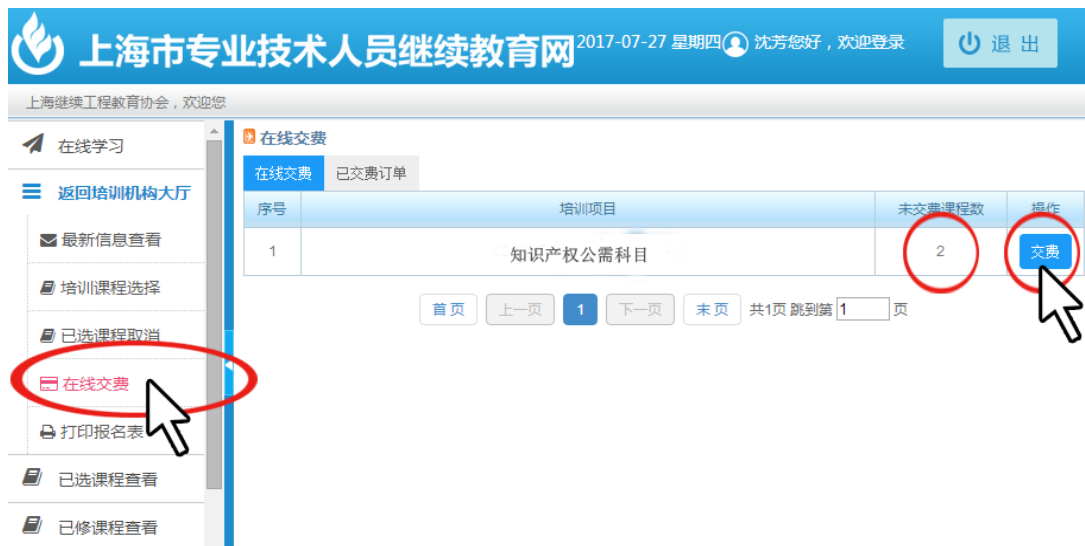 上海市专业技术人员继续教育网 2017-07-27 星期四 沈芳您好，欢迎登录 退 出
上海继续工程教育协会，欢迎您
在线学习
返回培训机构大厅
最新信息查看
培训课程选择
已选课程取消
在线交费
打印报名表
已选课程查看
已修课程查看
在线交费
在线交费 已交费订单
序号 培训项目 未交费课程数 操作
1 知识产权公需科目 2 交费
首页 上一页 1 下一页 末页 共1页 跳到第 1 页